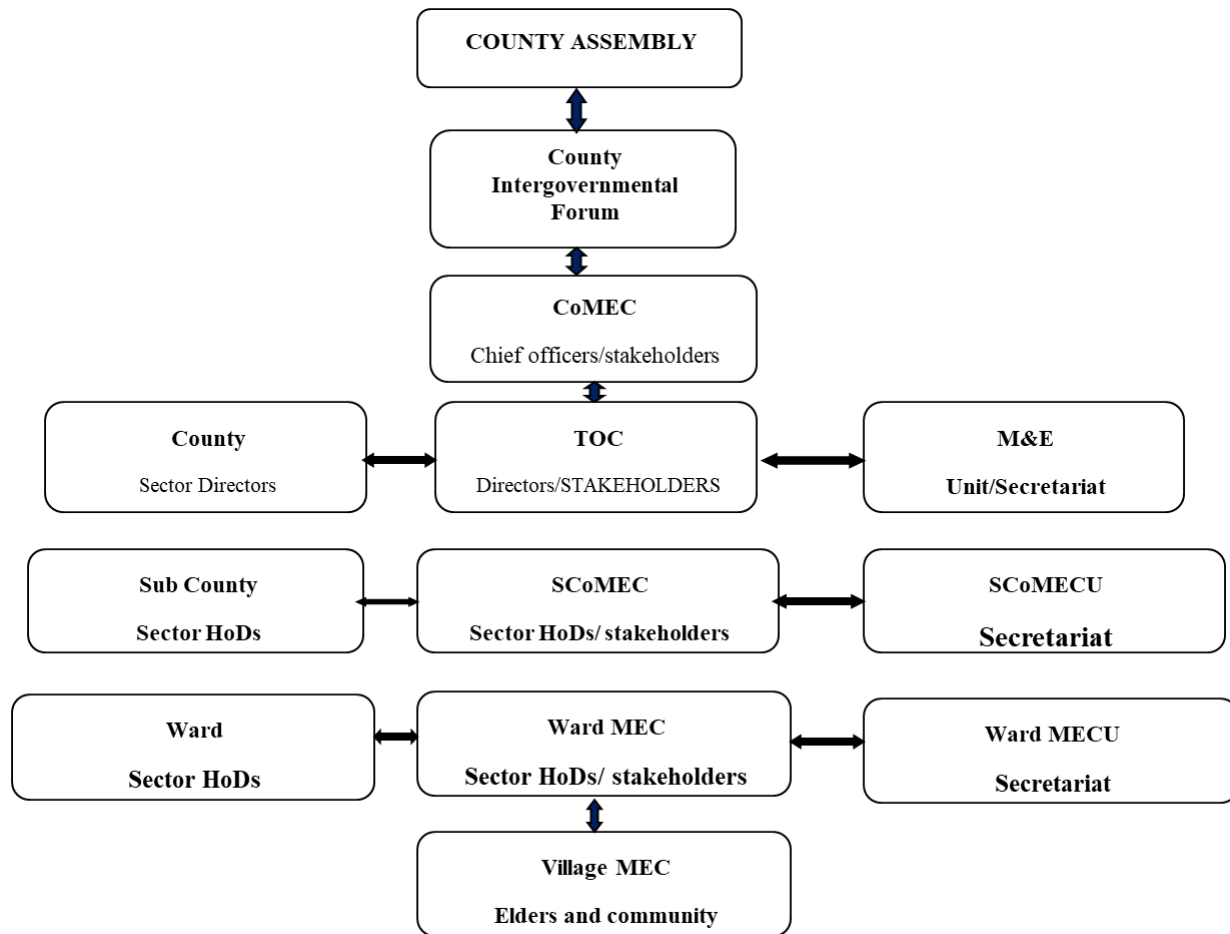 COUNTY ASSEMBLY
County
Intergovernmental
Forum
CoMEC
Chief officers/stakeholders
County
Sector Directors
TOC
Directors/STAKEHOLDERS
M&E
Unit/Secretariat
Sub County
Sector HoDs
SCoMEC
Sector HoDs/ stakeholders
SCoMECU
Secretariat
Ward
Sector HoDs
Ward MEC
Sector HoDs/ stakeholders
Ward MECU
Secretariat
Village MEC
Elders and community